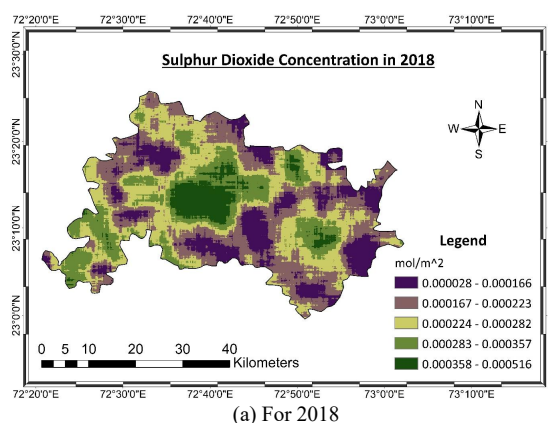 72°20'0"E 72°30'0"E 72°40'0"E 72°50'0"E 73°0'0"E 73°10'0"E
Sulphur Dioxide Concentration in 2018
23°30'0"N
23°20'0"N
23°10'0"N
23°0'0"N
N
W E
S
Legend
mol/m^2
0.000028 - 0.000166
0.000167 - 0.000223
0.000224 - 0.000282
0.000283 - 0.000357
0.000358 - 0.000516
0 5 10 20 30 40
Kilometers
72°20'0"E 72°30'0"E 72°40'0"E 72°50'0"E 73°0'0"E 73°10'0"E
(a) For 2018